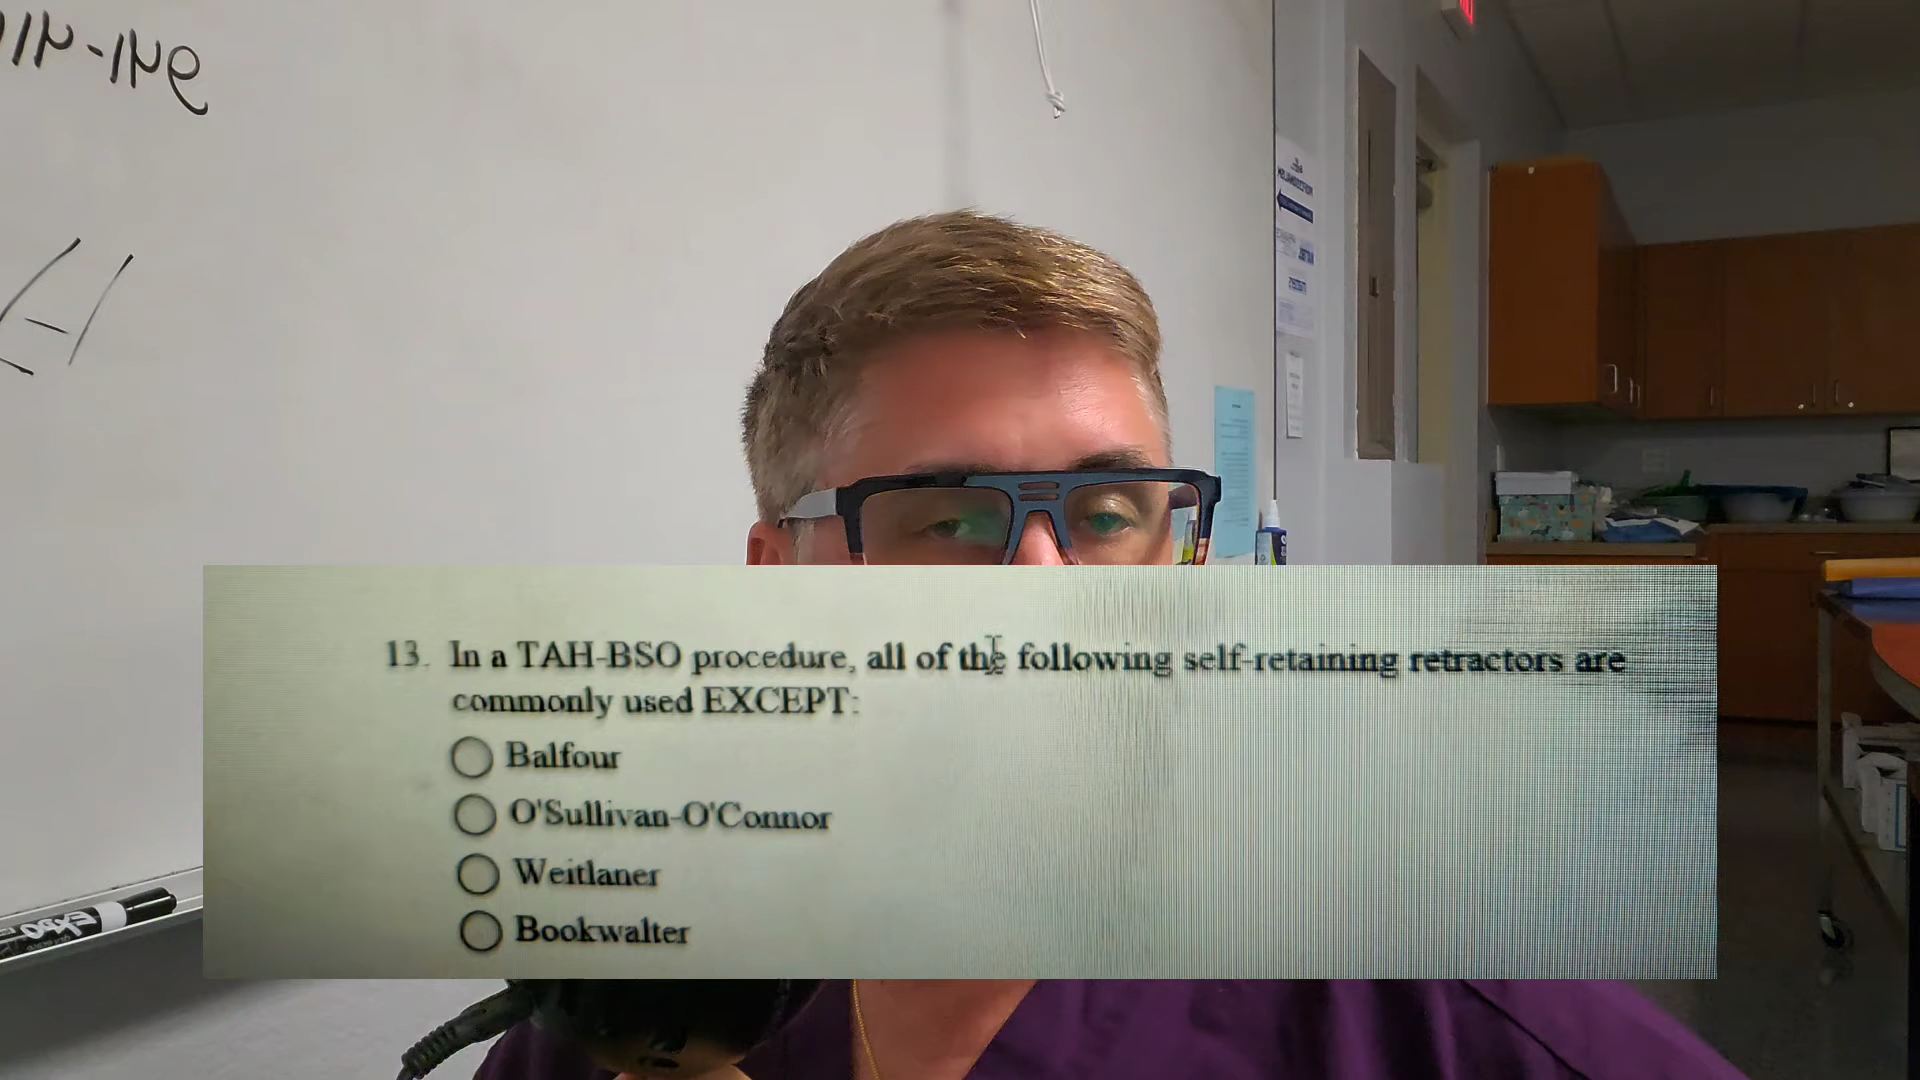 13. In a TAH-BSO procedure, all of the following self-retaining retractors are
commonly used EXCEPT:
Balfour
O'Sullivan-O'Connor
Weitlaner
Bookwalter
EXPO